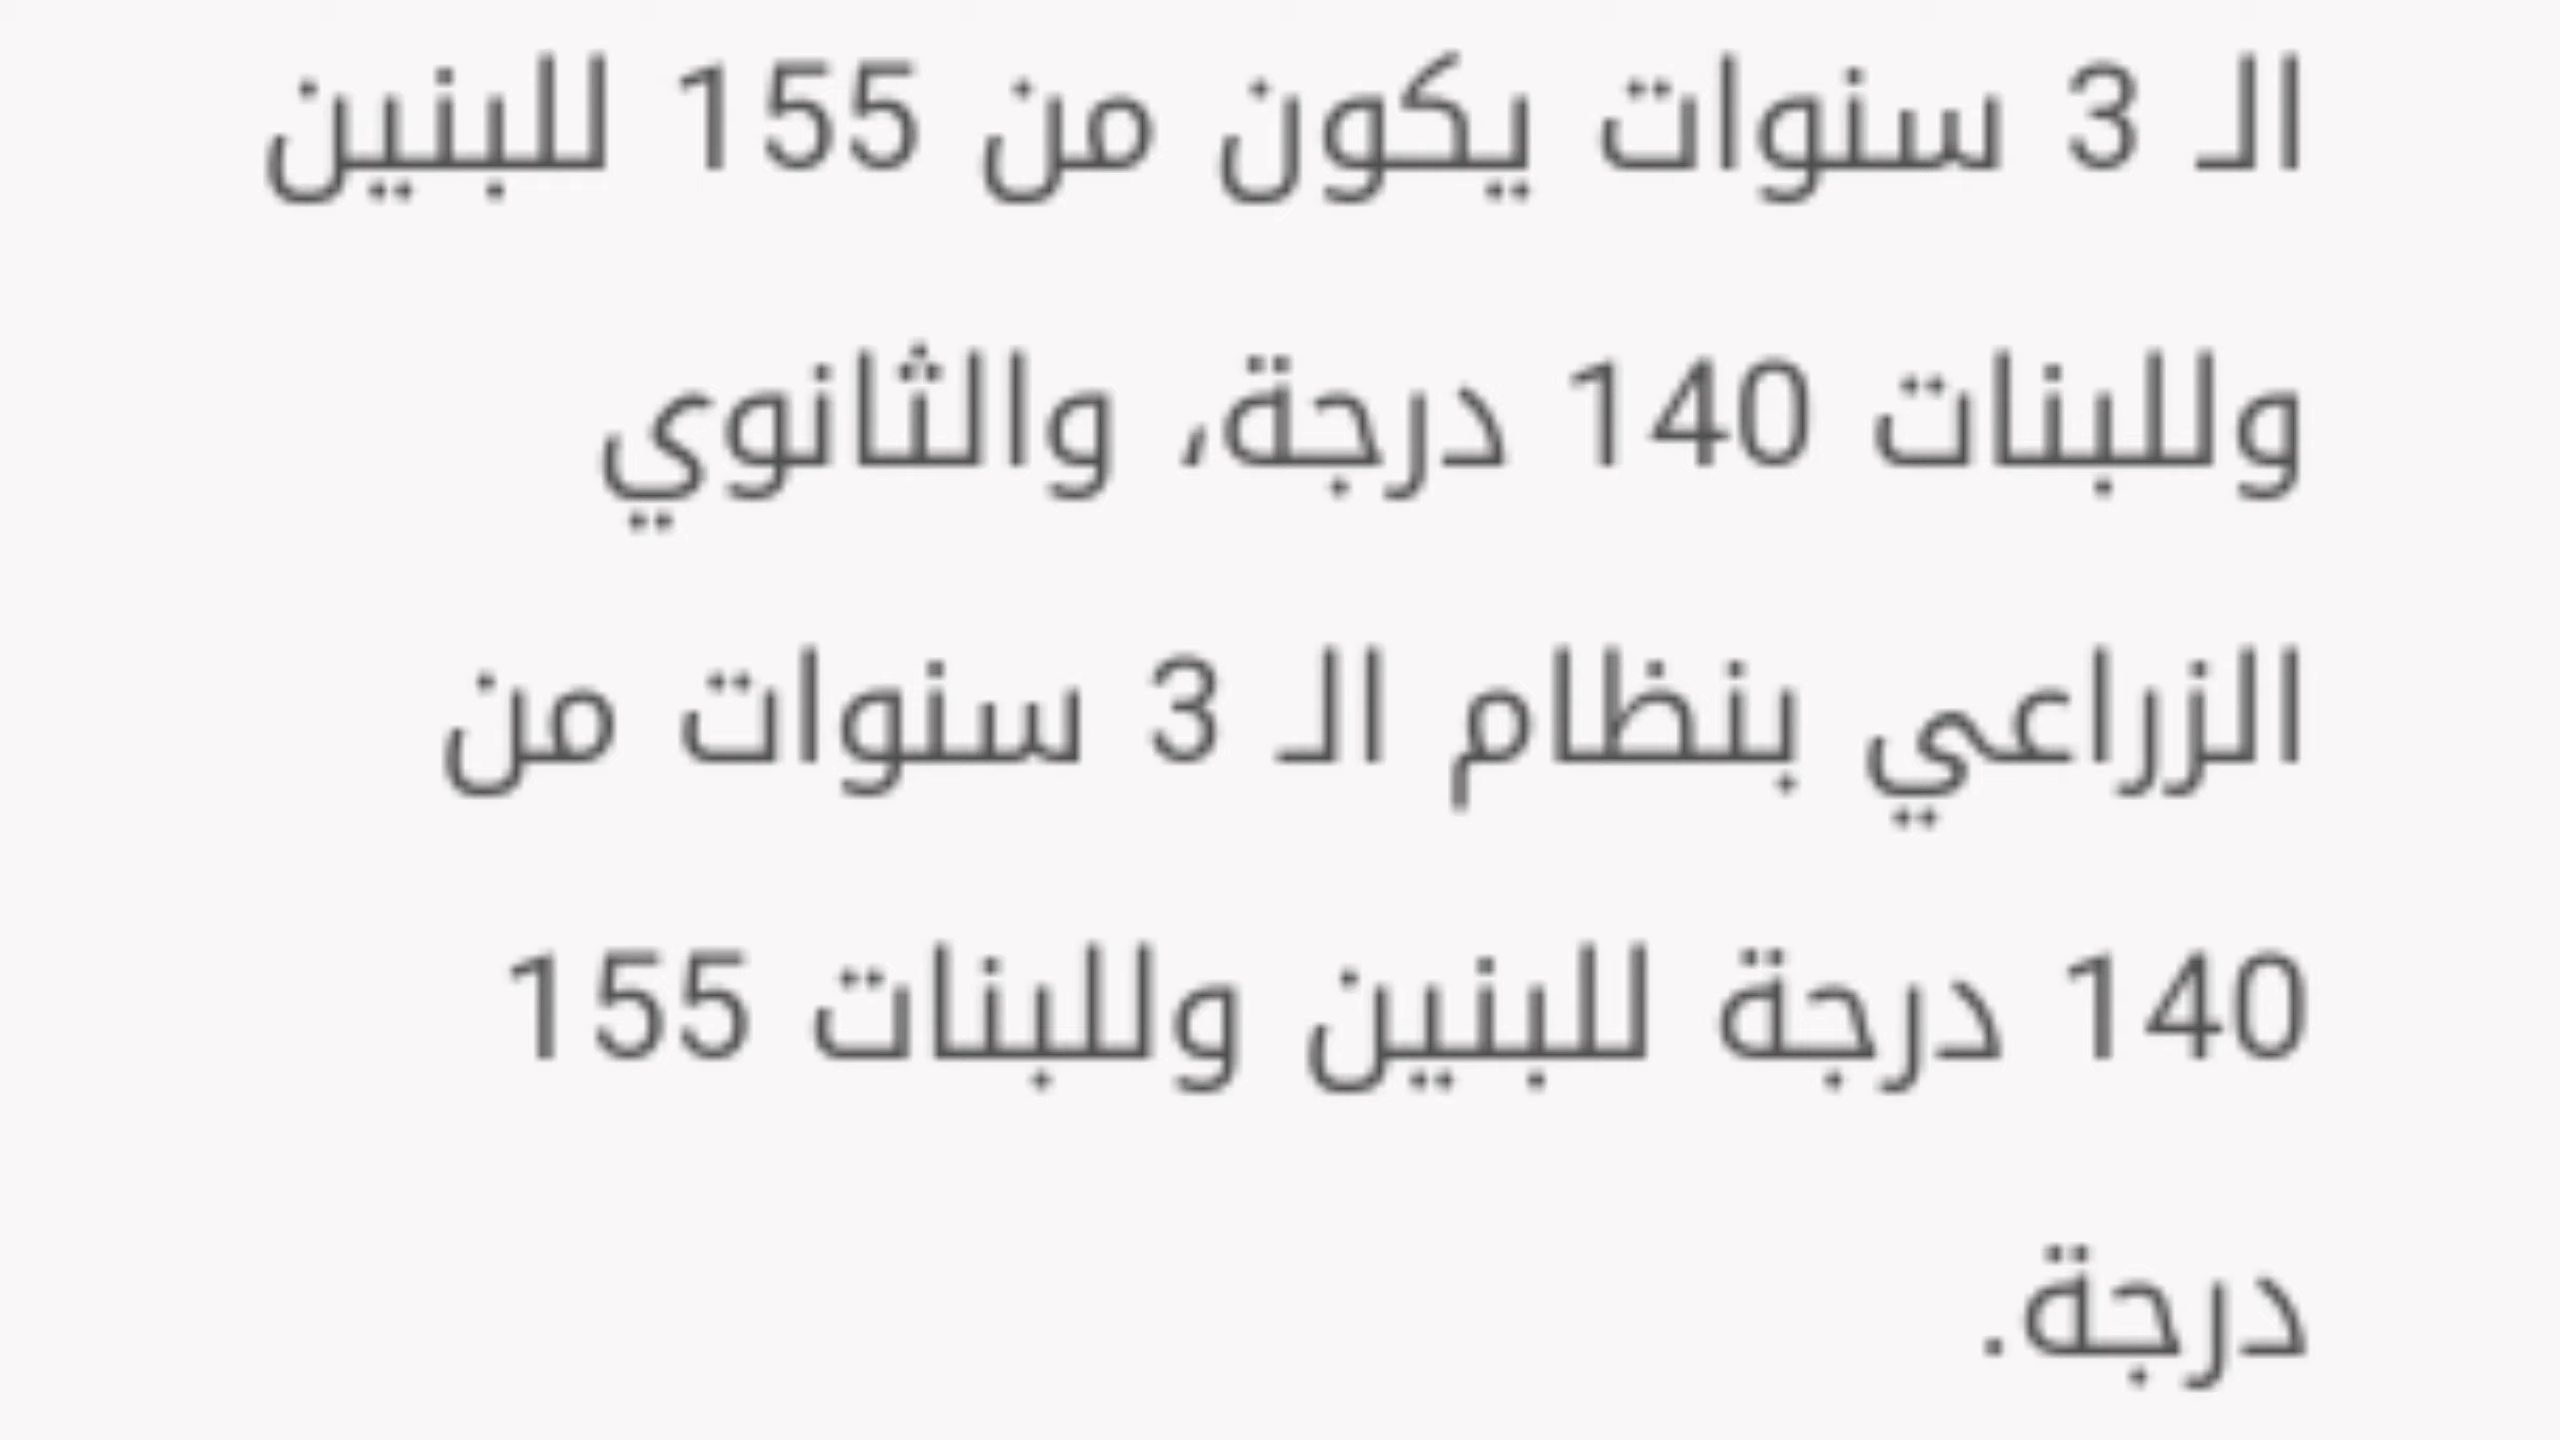 الـ 3 سنوات يكون من 155 للبنين
وللبنات 140 درجة، والثانوي
الزراعي بنظام الـ 3 سنوات من
140 درجة للبنين وللبنات 155
درجة.